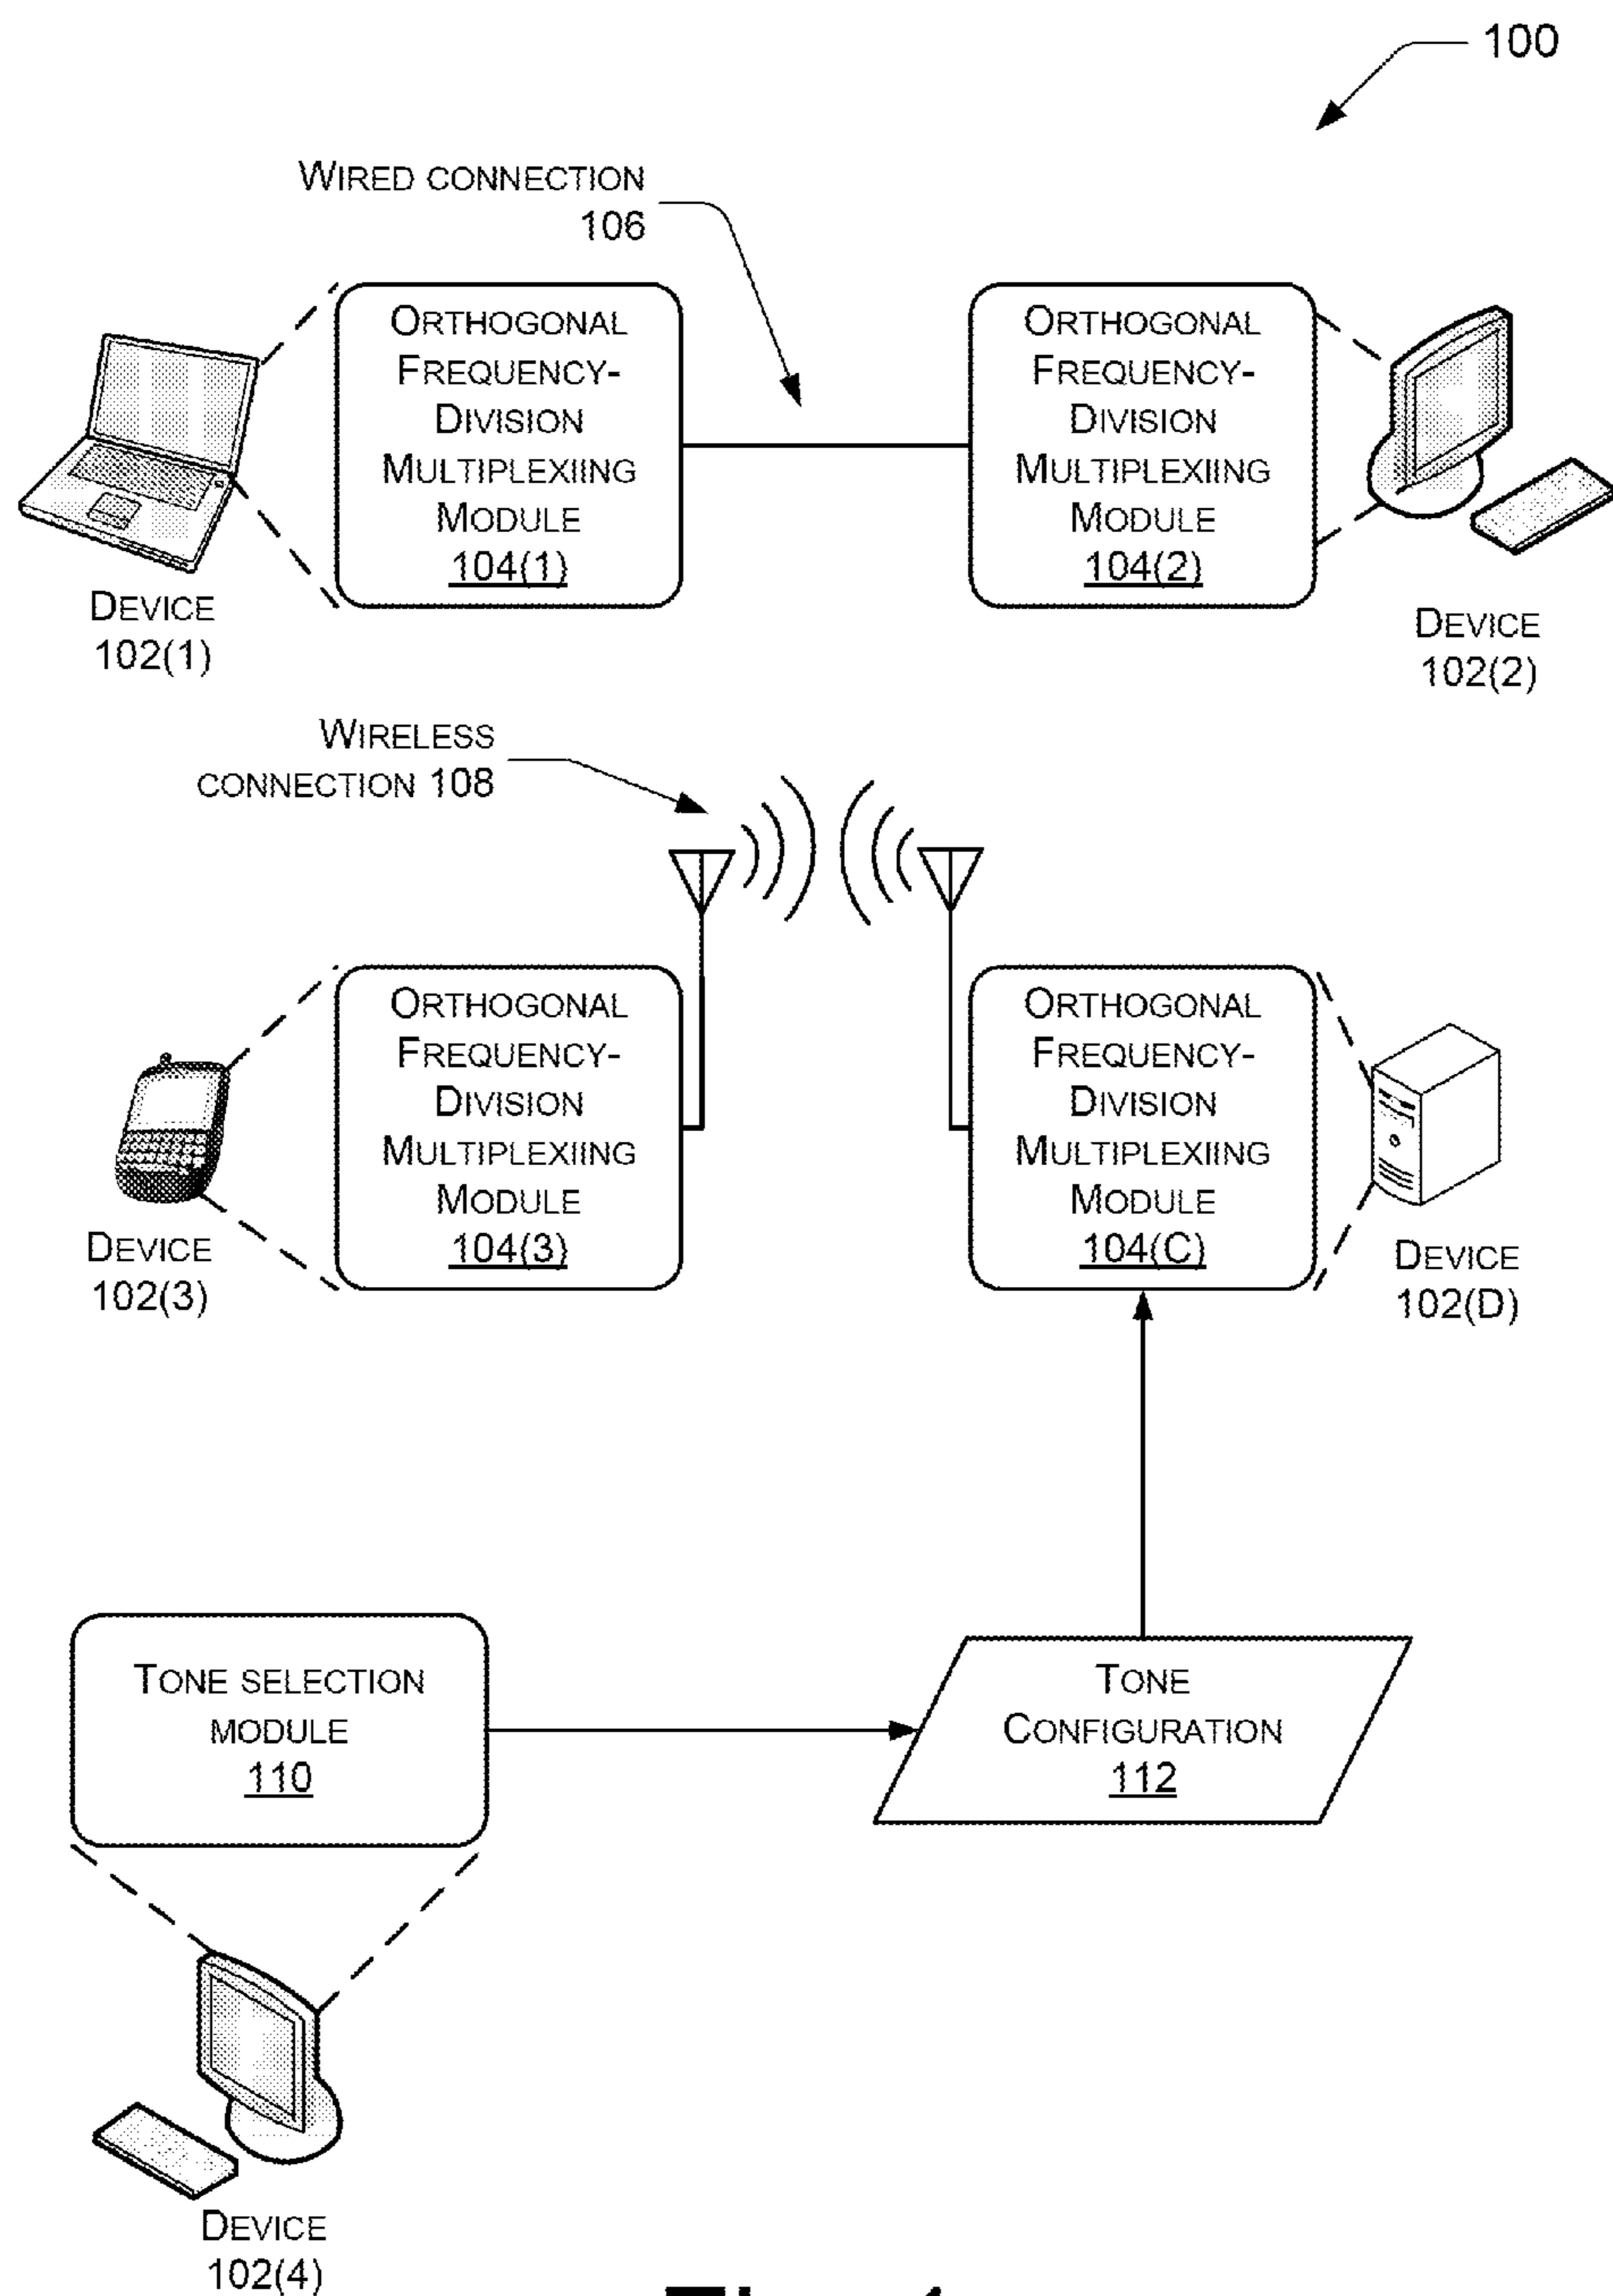 100
WIRED CONNECTION
106
ORTHOGONAL
FREQUENCY-
DIVISION
MULTIPLEXIING
MODULE
104(1)
ORTHOGONAL
FREQUENCY-
DIVISION
MULTIPLEXIING
MODULE
104(2)
DEVICE
102(1)
DEVICE
102(2)
WIRELESS
CONNECTION 108
ORTHOGONAL
FREQUENCY-
DIVISION
MULTIPLEXIING
MODULE
104(3)
ORTHOGONAL
FREQUENCY-
DIVISION
MULTIPLEXIING
MODULE
104(C)
DEVICE
102(3)
DEVICE
102(D)
TONE SELECTION
MODULE
110
TONE
CONFIGURATION
112
DEVICE
102(4)